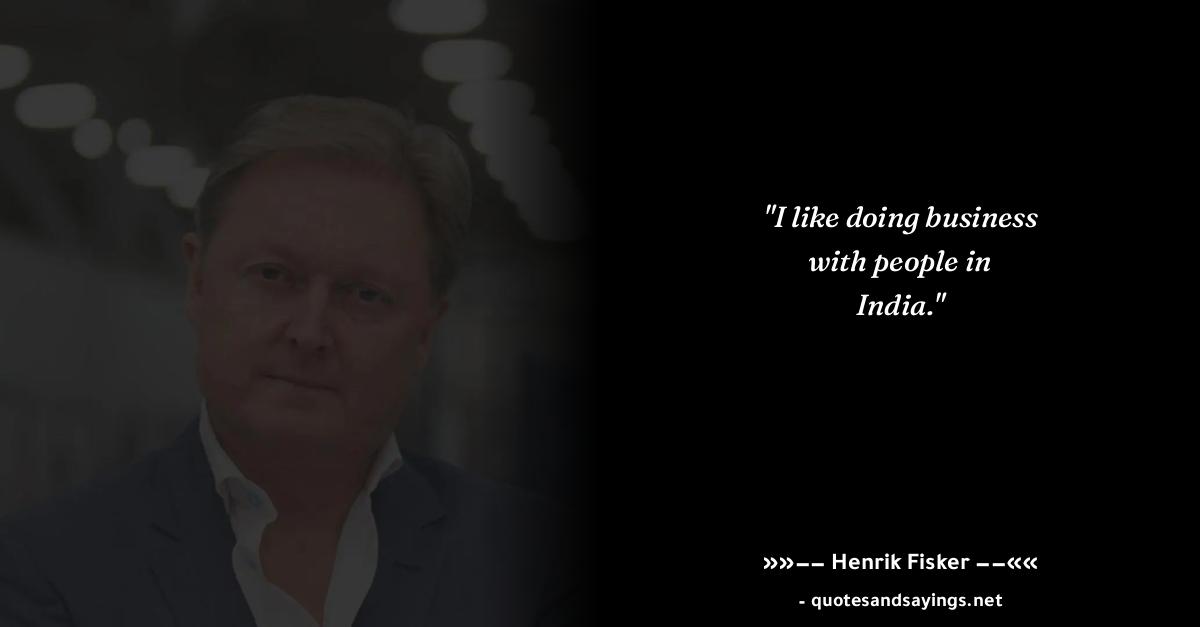 "I like doing business
with people in
India."
»»−− Henrik Fisker −−««
- quotesandsayings.net